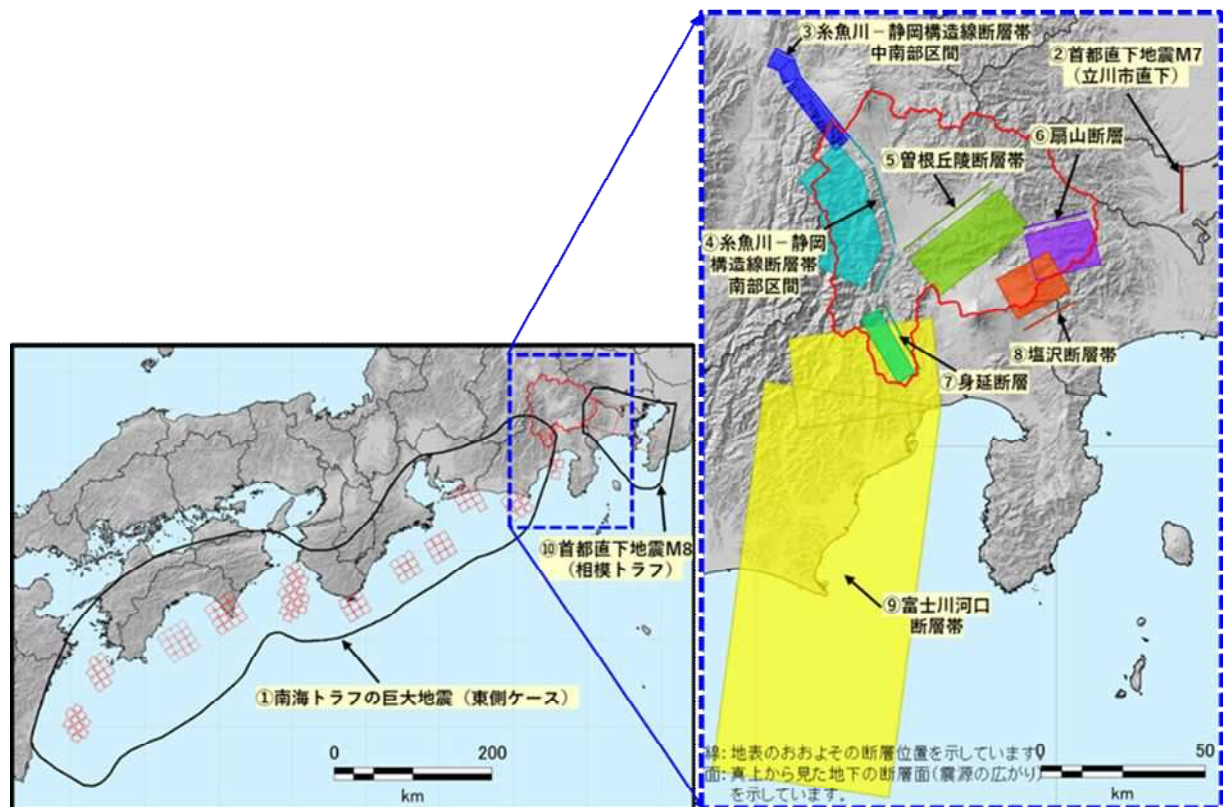 ③糸魚川－静岡構造線断層帯
中南部区間
②首都直下地震M7
（立川市直下）
⑥扇山断層
⑤曽根丘陵断層帯
④糸魚川－静岡
構造線断層帯
南部区間
⑧塩沢断層帯
⑦身延断層
⑨富士川河口
断層帯
⑩首都直下地震M8
（相模トラフ）
①南海トラフの巨大地震（東側ケース）
0 200
km
線：地表のおおよその断層位置を示しています
面：真上から見た地下の断層面（震源の広がり）
を示しています。
0 50
km